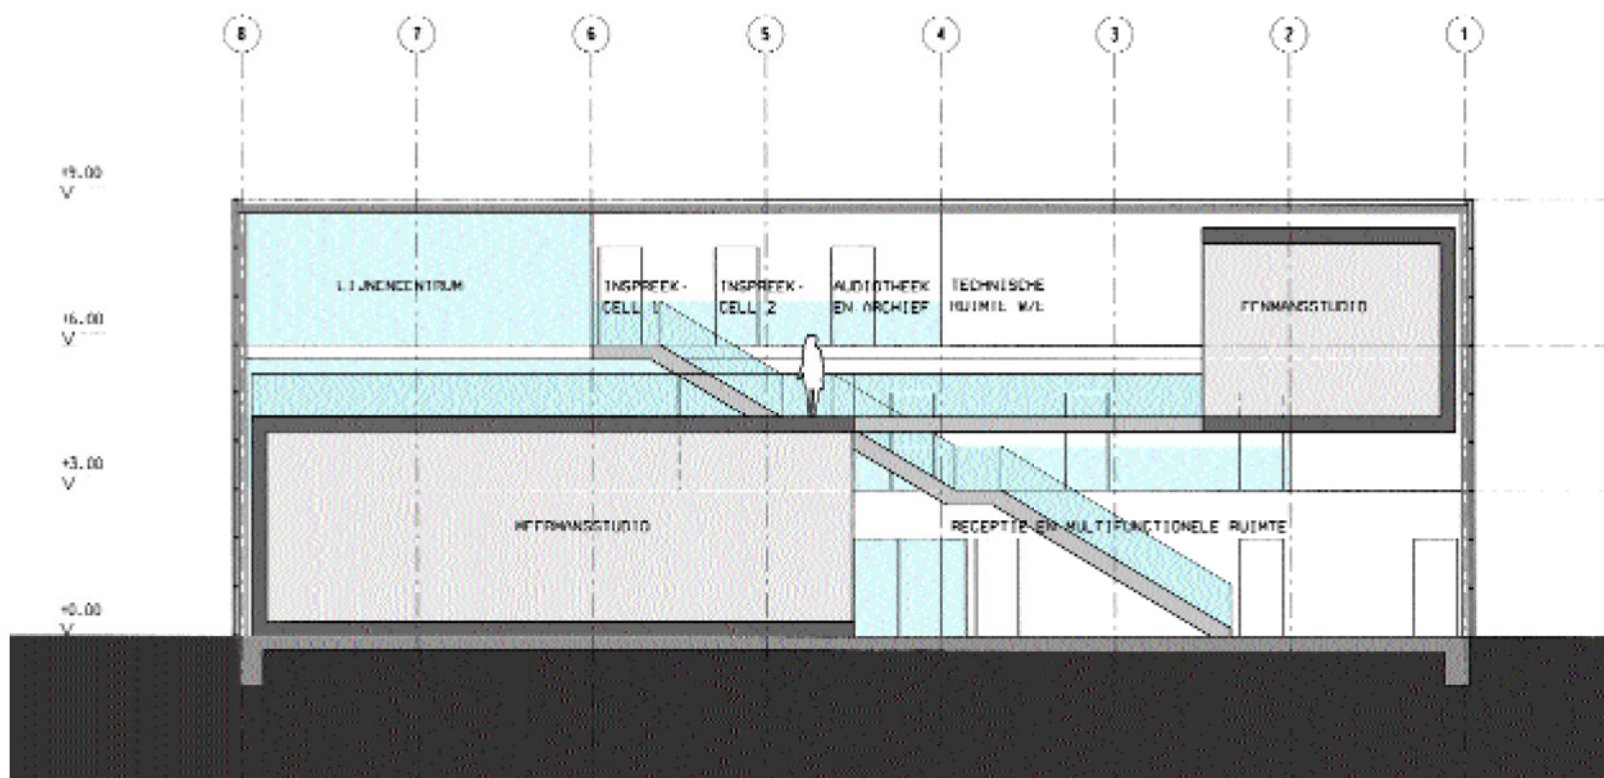 8 7 6 5 4 3 2 1
+9.00
LIJNENCENTRUM
INSPREEK-
CELL 1
INSPREEK-
CELL 2
AUDIOTHEEK
EN ARCHIEF
TECHNISCHE
RUIMTE W/E
EENMANSSTUDIO
+6.00
+3.00
MEERMANSSTUDIO
RECEPTIE EN MULTIFUNCTIONELE RUIMTE
+0.00